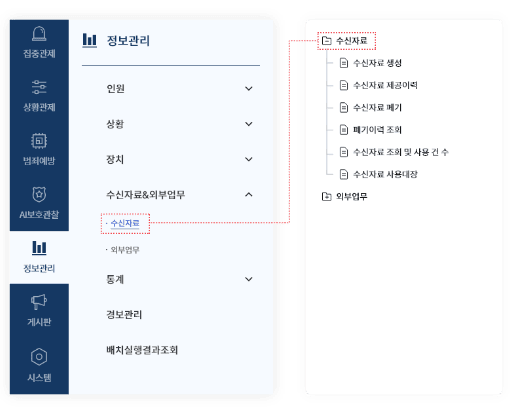 집중관제
상황관제
범죄예방
AI보호관찰
정보관리
게시판
시스템
정보관리
인원
상황
장치
수신자료&외부업무
· 수신자료
· 외부업무
통계
경보관리
배치실행결과조회
수신자료
수신자료 생성
수신자료 제공이력
수신자료 폐기
폐기이력 조회
수신자료 조회 및 사용 건 수
수신자료 사용대장
외부업무